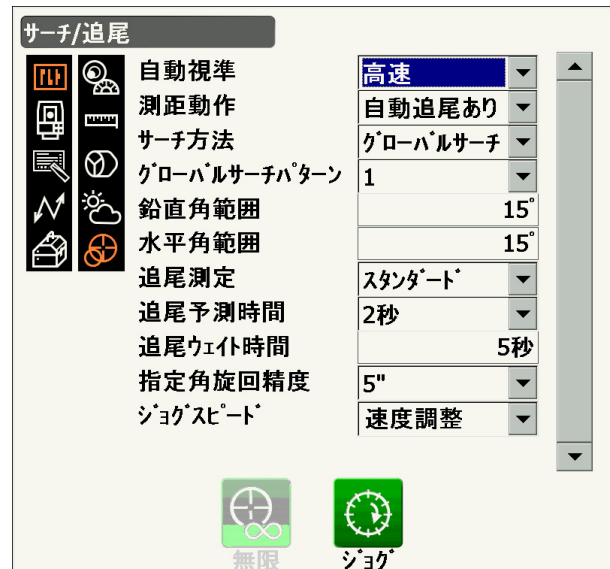 サーチ/追尾
自動視準 高速
測距動作 自動追尾あり
サーチ方法 グローバルサーチ
グローバルサーチパターン 1
鉛直角範囲 15°
水平角範囲 15°
追尾測定 スタンダード
追尾予測時間 2秒
追尾ウェイト時間 5秒
指定角旋回精度 5"
ジョグスピード 速度調整
無限 ジョグ